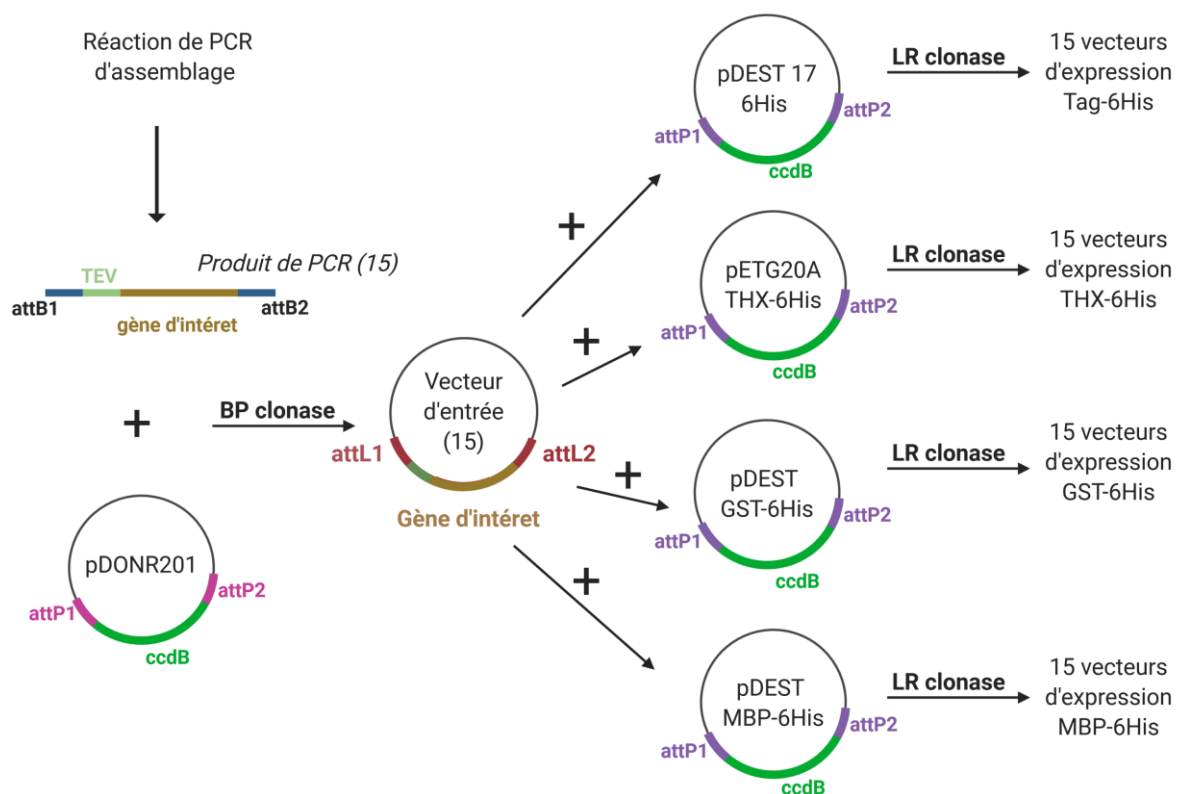 Réaction de PCR
d'assemblage
TEV
Produit de PCR (15)
attB1
attB2
gène d'intéret
+
BP clonase
pDONR201
attP1
attP2
ccdB
Vecteur
d'entrée
(15)
attL1
attL2
Gène d'intéret
+
pDEST 17
6His
attP1
attP2
ccdB
LR clonase
15 vecteurs
d'expression
Tag-6His
+
pETG20A
THX-6His
attP1
attP2
ccdB
LR clonase
15 vecteurs
d'expression
THX-6His
+
pDEST
GST-6His
attP1
attP2
ccdB
LR clonase
15 vecteurs
d'expression
GST-6His
+
pDEST
MBP-6His
attP1
attP2
ccdB
LR clonase
15 vecteurs
d'expression
MBP-6His